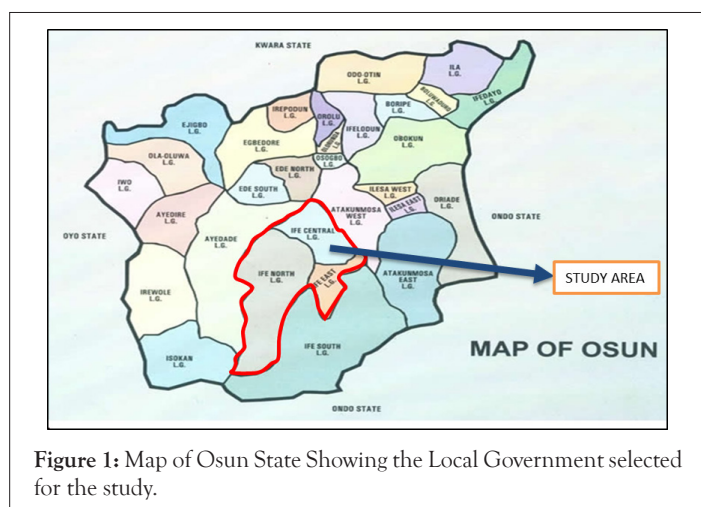 KWARA STATE
ILA
L.G.
ODO-OTIN
L.G.
BOLUWADURO
L.G.
IFEDAYO
L.G.
BORIPE
L.G.
IREPODUN
L.G.
OROLU
L.G.
IFELODUN
L.G.
EJIGBO
L.G.
EGBEDORE
L.G.
OLORUNDA
L.G.
OBOKUN
L.G.
OLA-OLUWA
L.G.
OSOGBO
L.G.
EDE NORTH
L.G.
IWO
L.G.
EDE SOUTH
L.G.
ILESA WEST
L.G.
ILESA EAST
L.G.
ORIADE
L.G.
AYEDIRE
L.G.
ATAKUNMOSA
WEST
L.G.
ONDO STATE
OYO STATE
AYEDADE
L.G.
IFE CENTRAL
L.G.
IFE NORTH
L.G.
IFE EAST
L.G.
ATAKUNMOSA
EAST
L.G.
STUDY AREA
IREWOLE
L.G.
ISOKAN
L.G.
IFE SOUTH
L.G.
MAP OF OSUN
ONDO STATE
Figure 1: Map of Osun State Showing the Local Government selected
for the study.